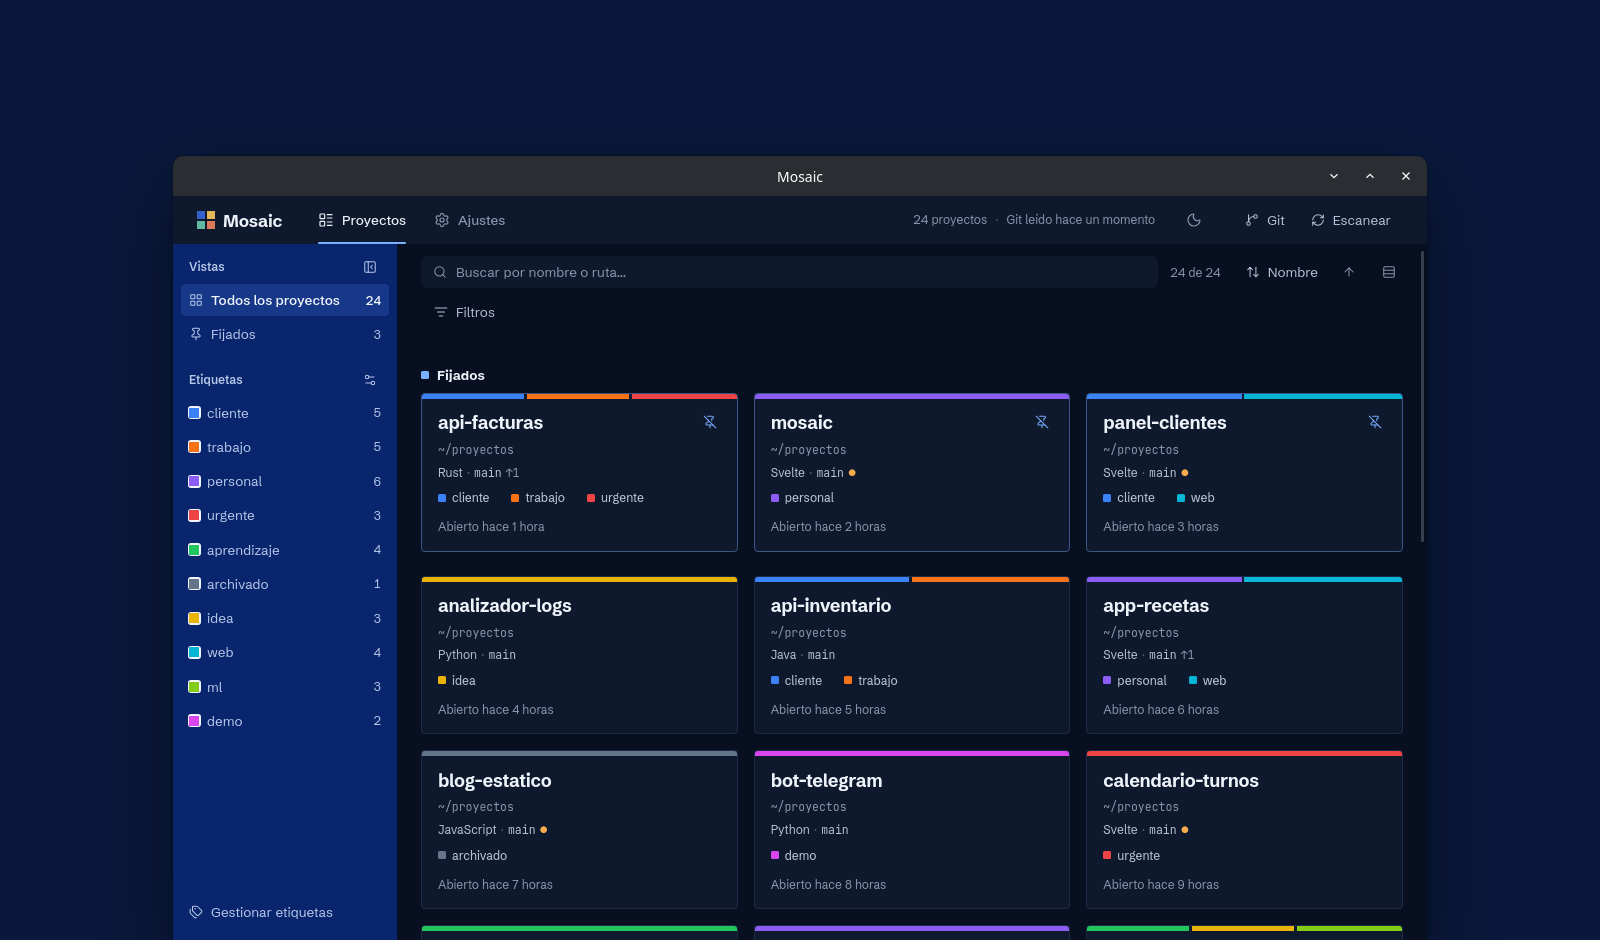 Mosaic
Mosaic
Proyectos
Ajustes
24 proyectos · Git leído hace un momento
Git
Escanear
Vistas
Todos los proyectos 24
Fijados 3
Etiquetas
cliente 5
trabajo 5
personal 6
urgente 3
aprendizaje 4
archivado 1
idea 3
web 4
ml 3
demo 2
Gestionar etiquetas
Buscar por nombre o ruta...
24 de 24
Nombre
Filtros
Fijados
api-facturas
~/proyectos
Rust · main ↑1
cliente trabajo urgente
Abierto hace 1 hora
mosaic
~/proyectos
Svelte · main
personal
Abierto hace 2 horas
panel-clientes
~/proyectos
Svelte · main
cliente web
Abierto hace 3 horas
analizador-logs
~/proyectos
Python · main
idea
Abierto hace 4 horas
api-inventario
~/proyectos
Java · main
cliente trabajo
Abierto hace 5 horas
app-recetas
~/proyectos
Svelte · main ↑1
personal web
Abierto hace 6 horas
blog-estatico
~/proyectos
JavaScript · main
archivado
Abierto hace 7 horas
bot-telegram
~/proyectos
Python · main
demo
Abierto hace 8 horas
calendario-turnos
~/proyectos
Svelte · main
urgente
Abierto hace 9 horas